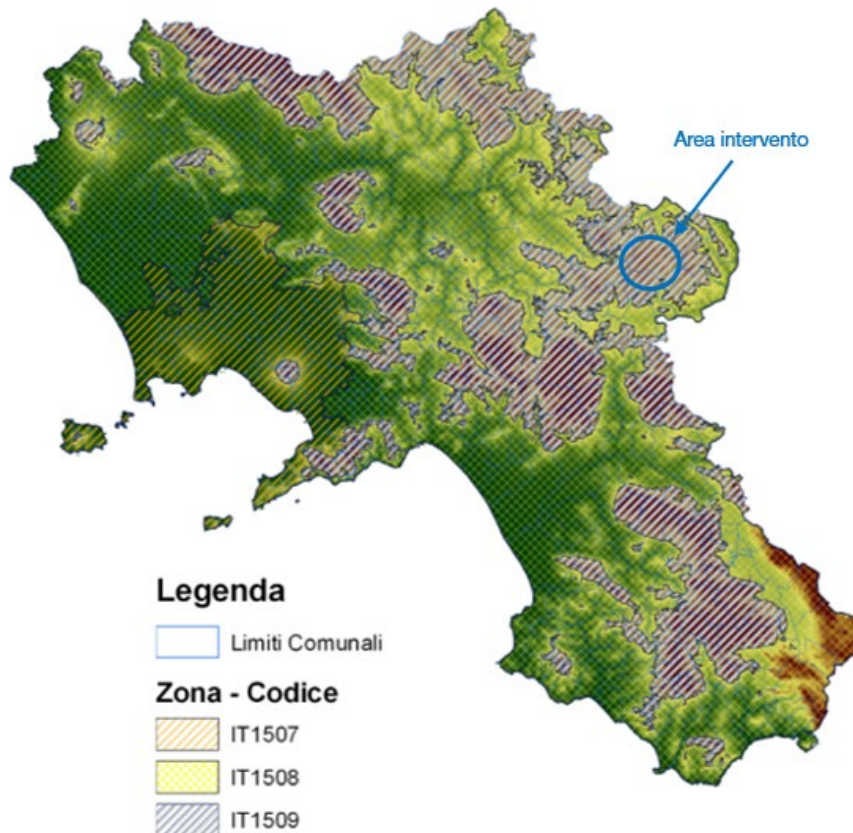 Area intervento
Legenda
Limiti Comunali
Zona - Codice
IT1507
IT1508
IT1509